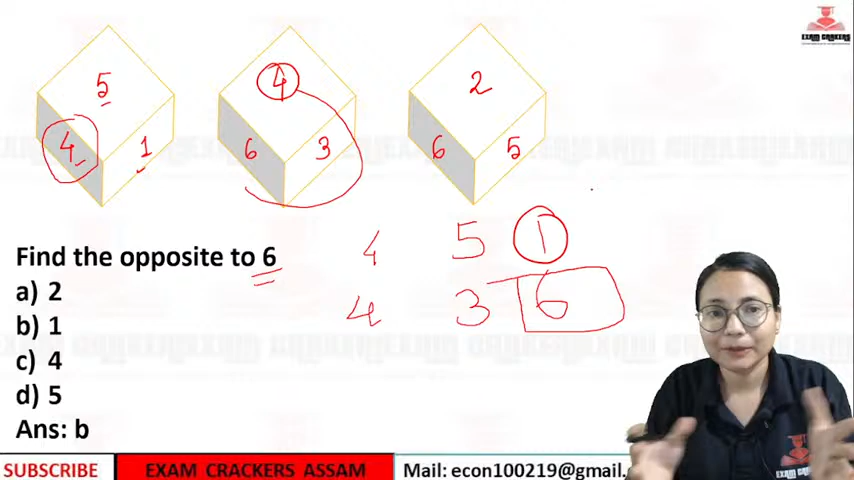 EXAM CRACKERS
5
4
1
4
6
3
2
6
5
4 5 1
4 3 6
Find the opposite to 6
a) 2
b) 1
c) 4
d) 5
Ans: b
SUBSCRIBE
EXAM CRACKERS ASSAM
Mail: econ100219@gmail.